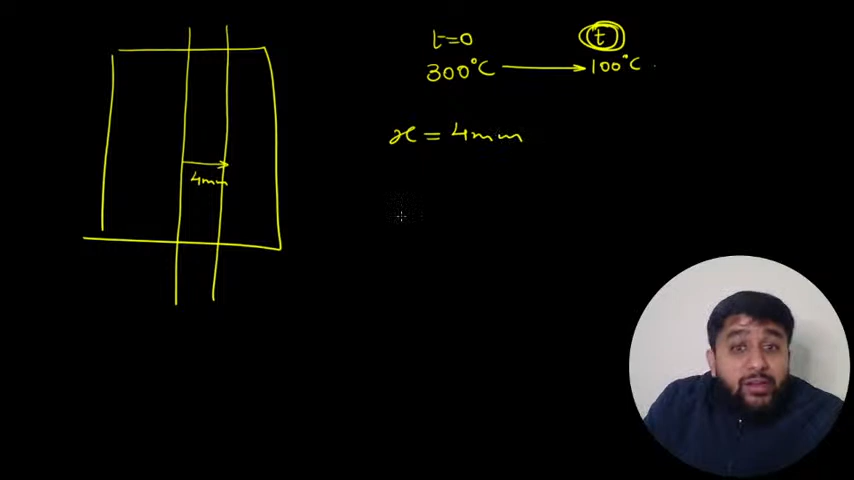 t=0 t
300°C → 100°C
x = 4mm
4mm